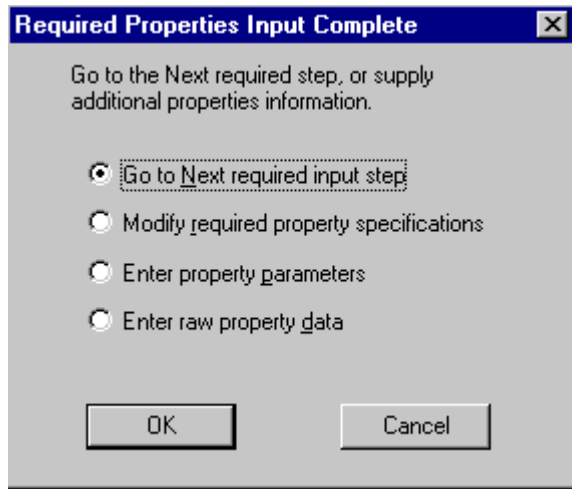 Required Properties Input Complete
Go to the Next required step, or supply
additional properties information.
Go to Next required input step
Modify required property specifications
Enter property parameters
Enter raw property data
OK
Cancel